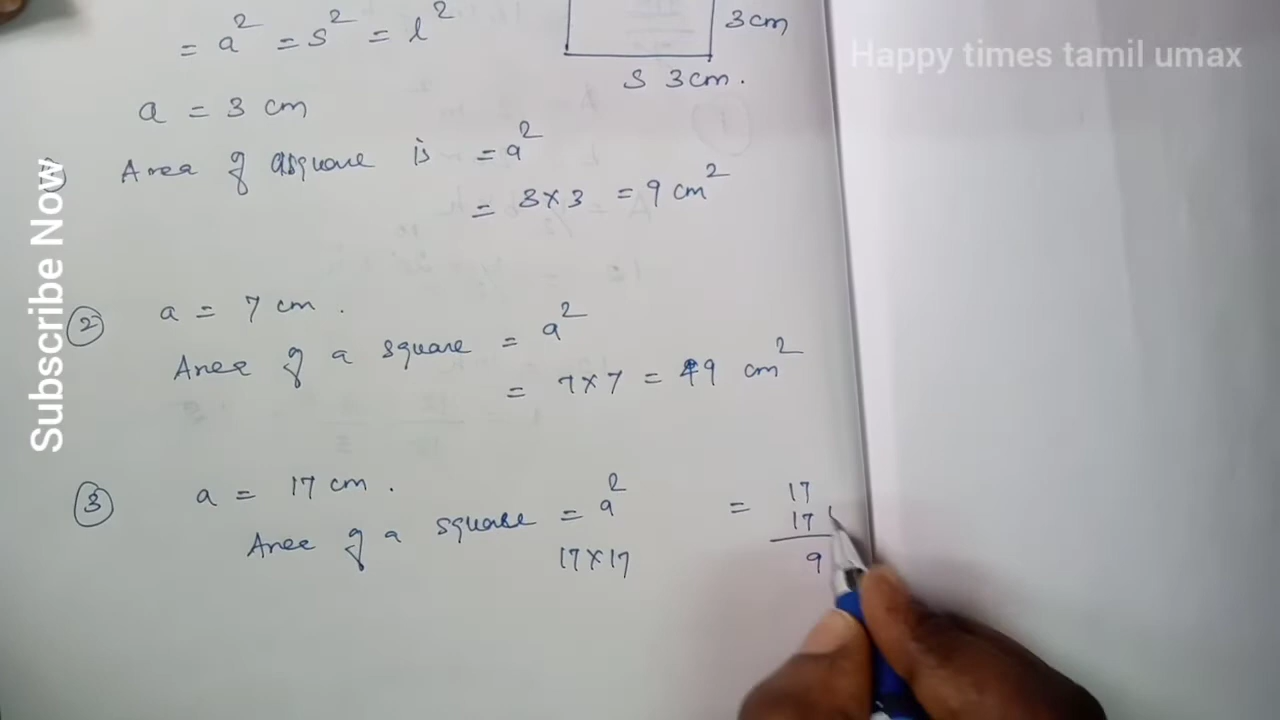 Happy times tamil umax
Subscribe Now
= a² = s² = l²
3cm
S 3cm.
a = 3 cm
Area of asquare is = a²
= 3×3 = 9 cm²
② a = 7 cm.
Area of a square = a²
= 7×7 = 49 cm²
③ a = 17 cm.
Area of a square = a²
17×17
= 17
17
9